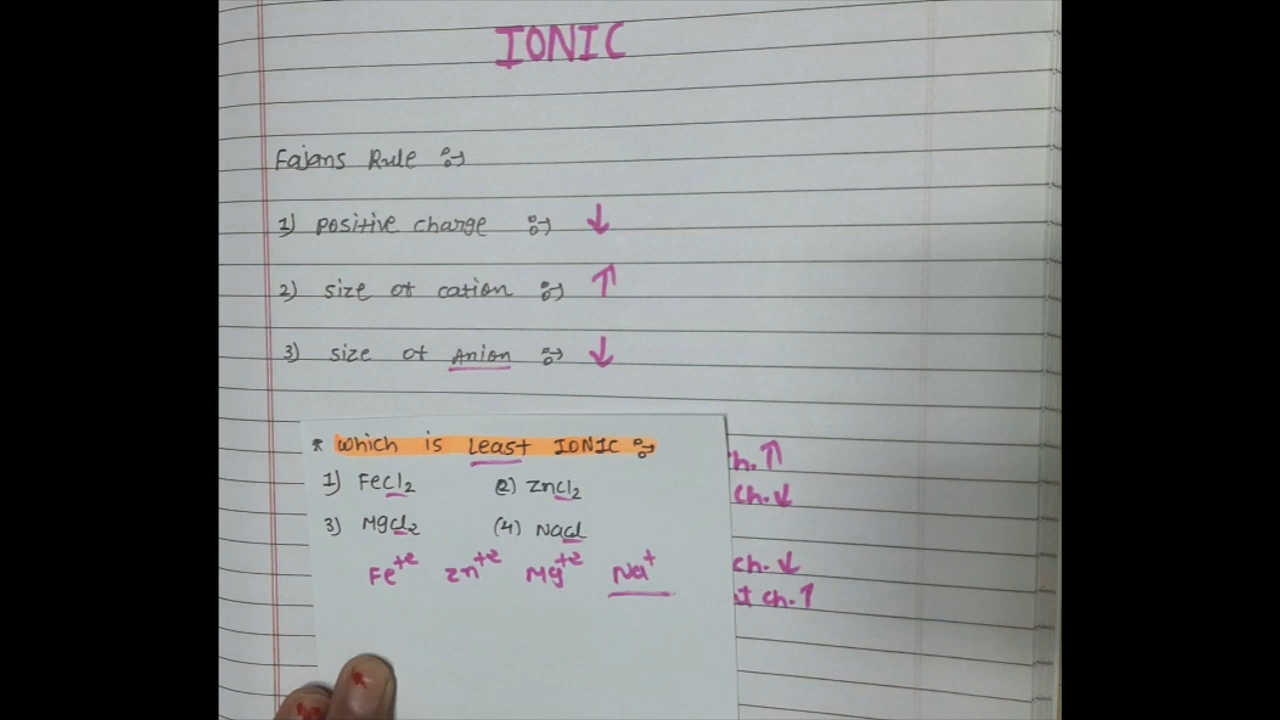 IONIC
Fajans Rule :→
1) positive charge :→ ↓
2) size of cation :→ ↑
3) size of Anion :→ ↓
* which is Least IONIC :→
1) FeCl₂ (2) ZnCl₂
3) MgCl₂ (4) NaCl
Fe⁺² Zn⁺² Mg⁺² Na⁺
h. ↑
ch. ↓
ch. ↓
t ch. ↑